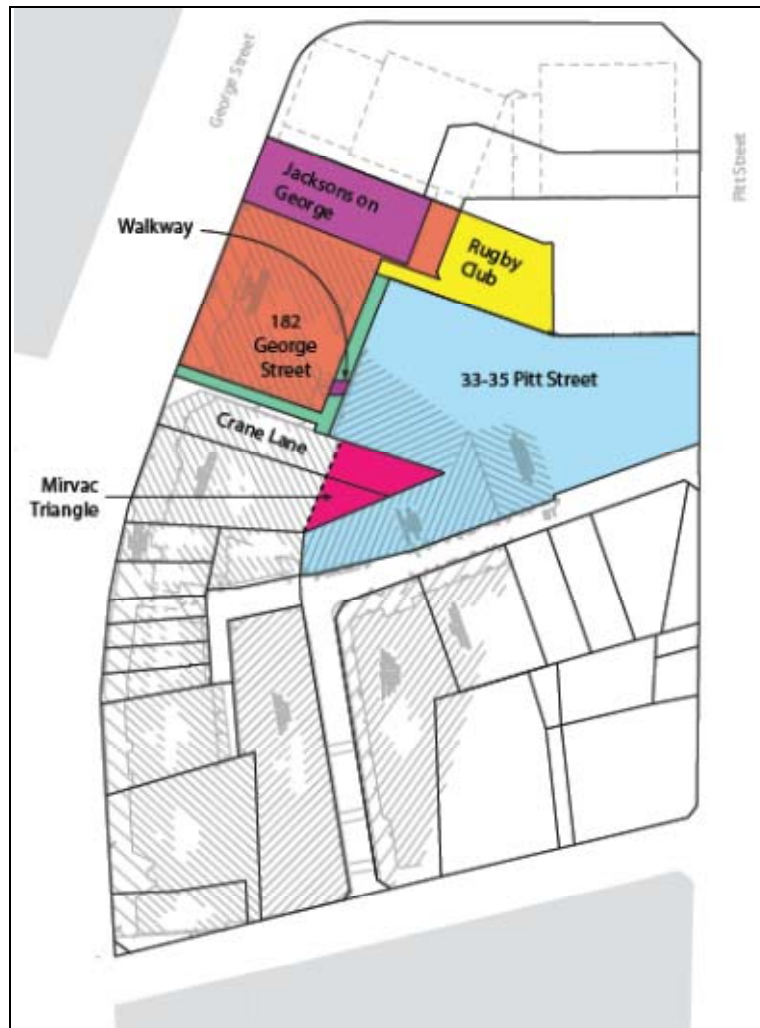 George Street
Pitt Street
Jacksons on
George
Walkway
Rugby
Club
182
George
Street
33-35 Pitt Street
Crane Lane
Mirvac
Triangle